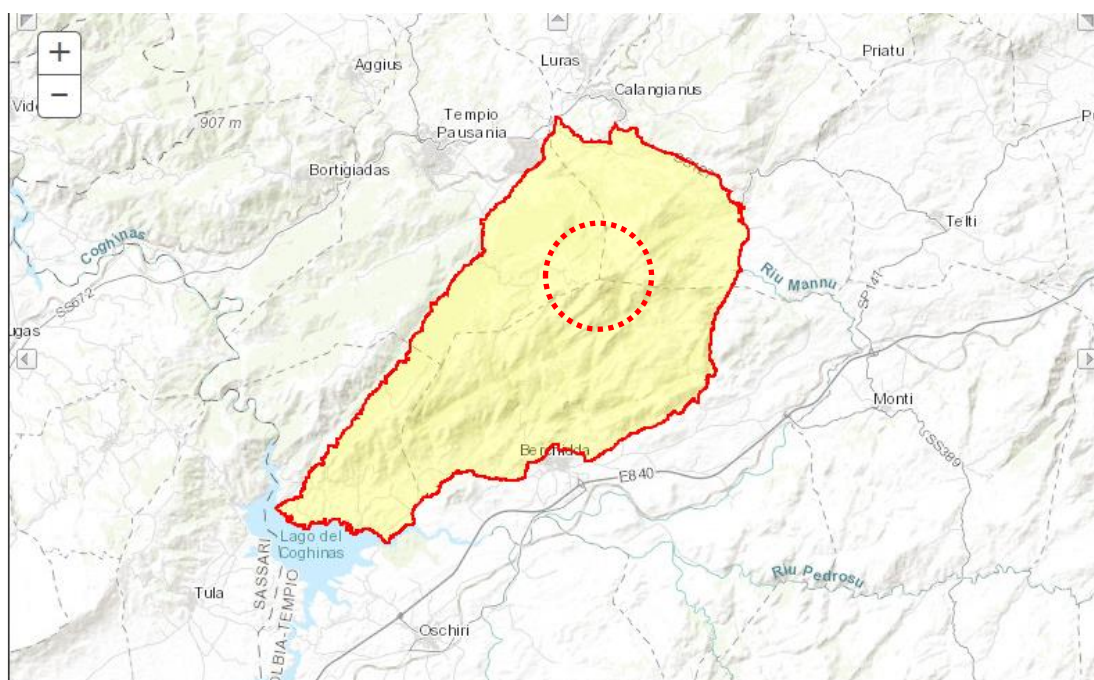 +
−
Luras
Priatu
Aggius
Calangianus
907 m
Tempio
Pausania
Bortigiadas
Telti
Coghinas
Riu Mannu
SP147
SS672
ugas
Monti
SS389
Berchidda
E840
Lago del
Coghinas
SASSARI
OLBIA-TEMPIO
Riu Pedrosu
Tula
Oschiri